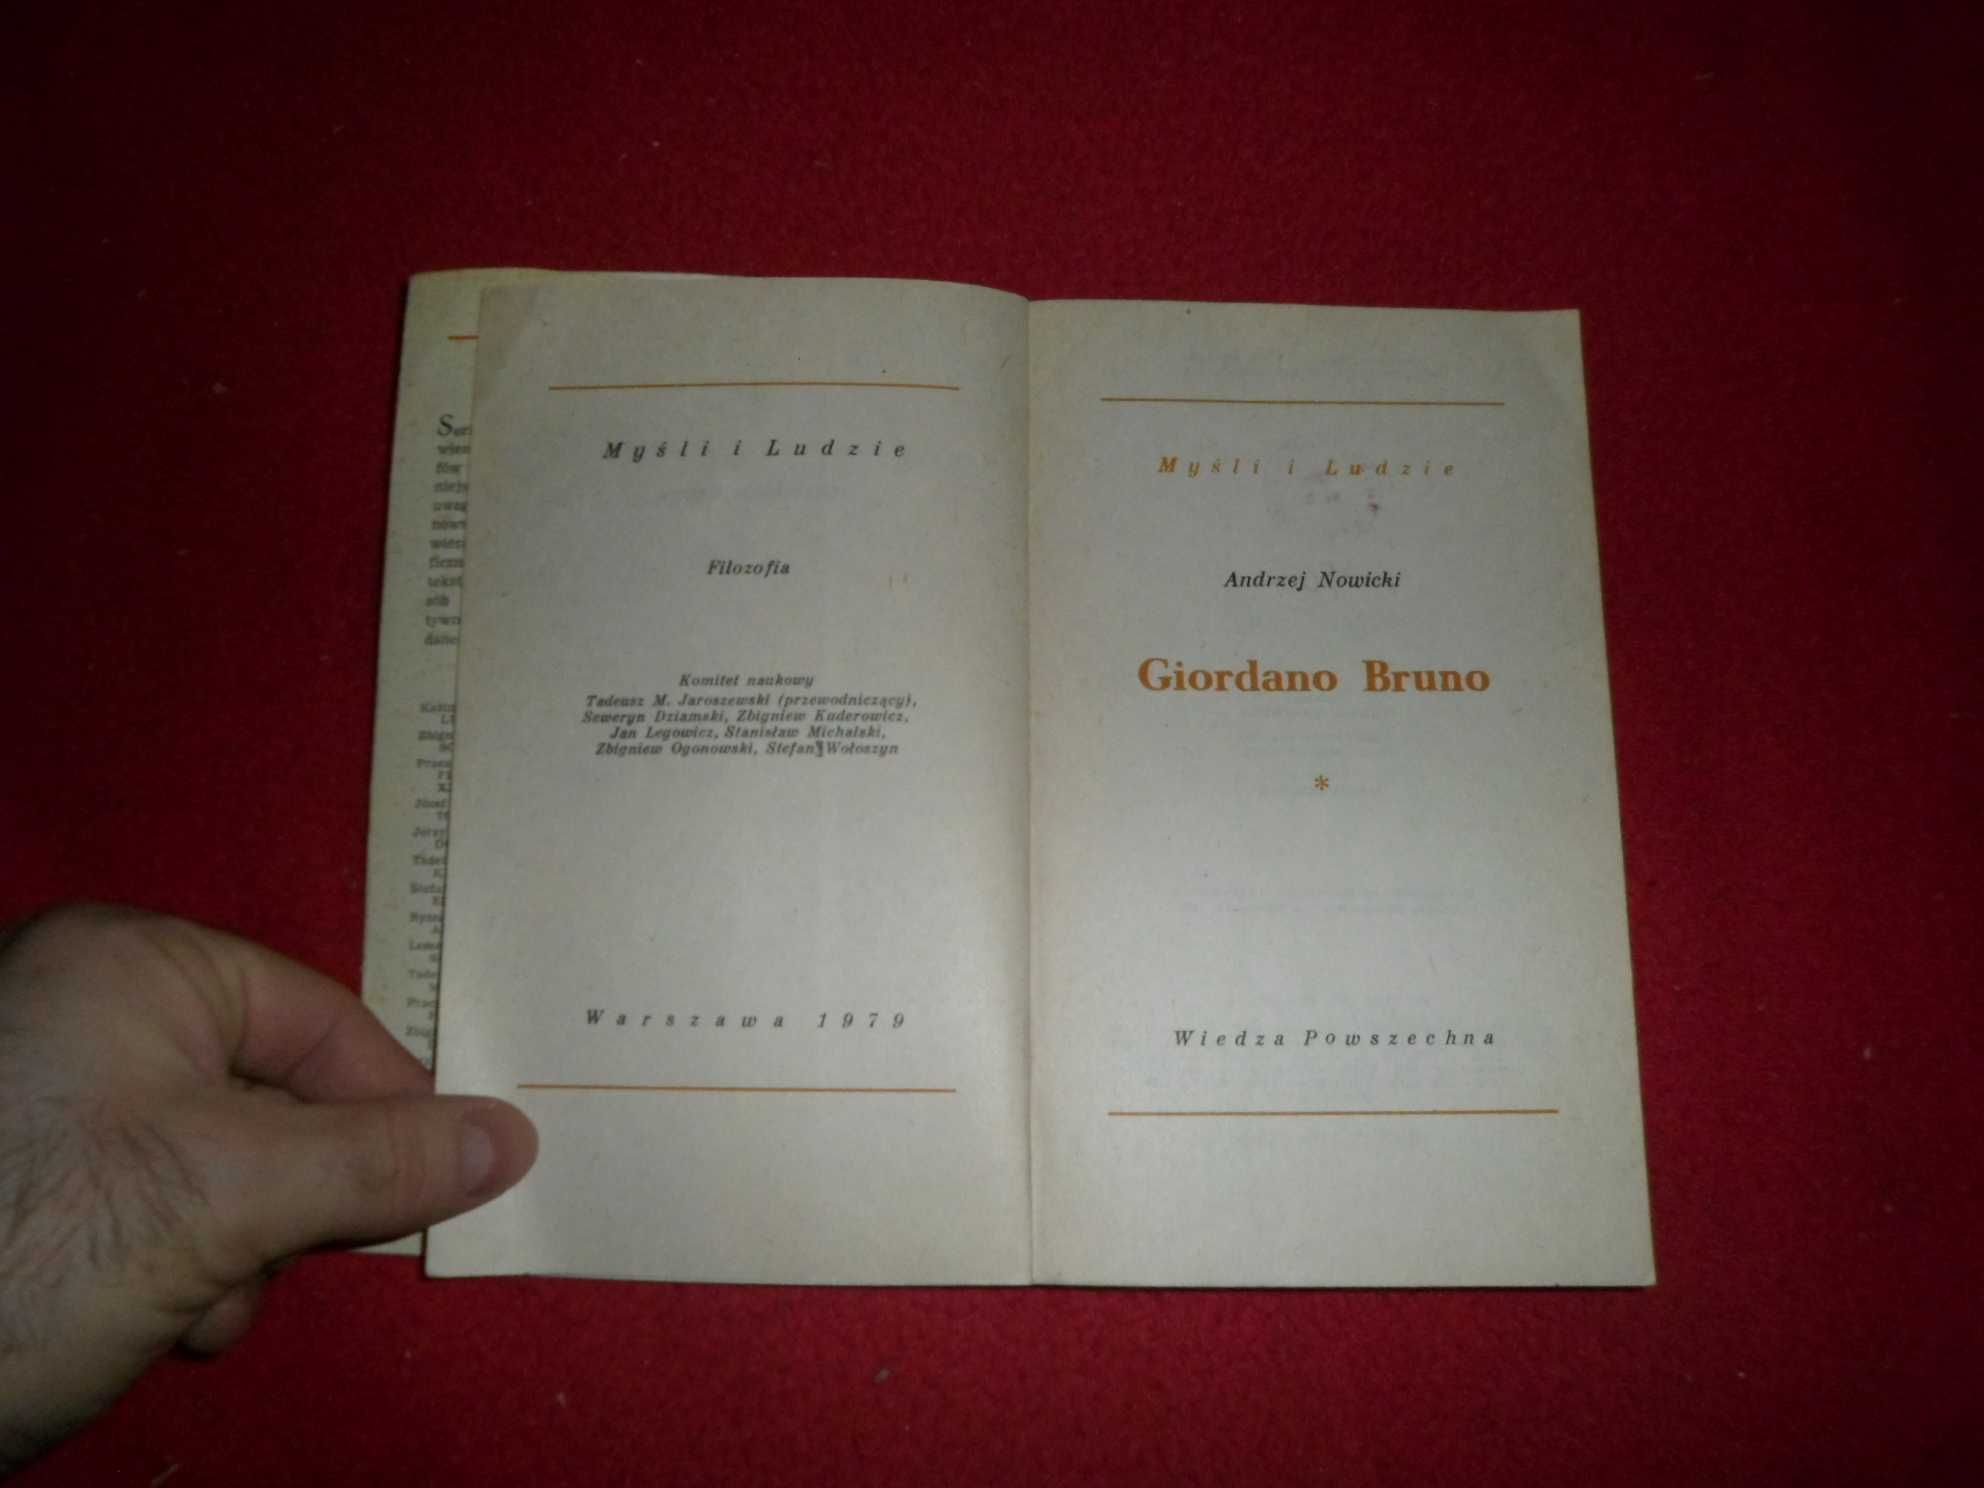 Myśli i Ludzie
Filozofia
Komitet naukowy
Tadeusz M. Jaroszewski (przewodniczący),
Seweryn Dziamski, Zbigniew Kuderowicz,
Jan Legowicz, Stanisław Michalski,
Zbigniew Ogonowski, Stefan Wołoszyn
Warszawa 1979
Myśli i Ludzie
Andrzej Nowicki
Giordano Bruno
*
Wiedza Powszechna